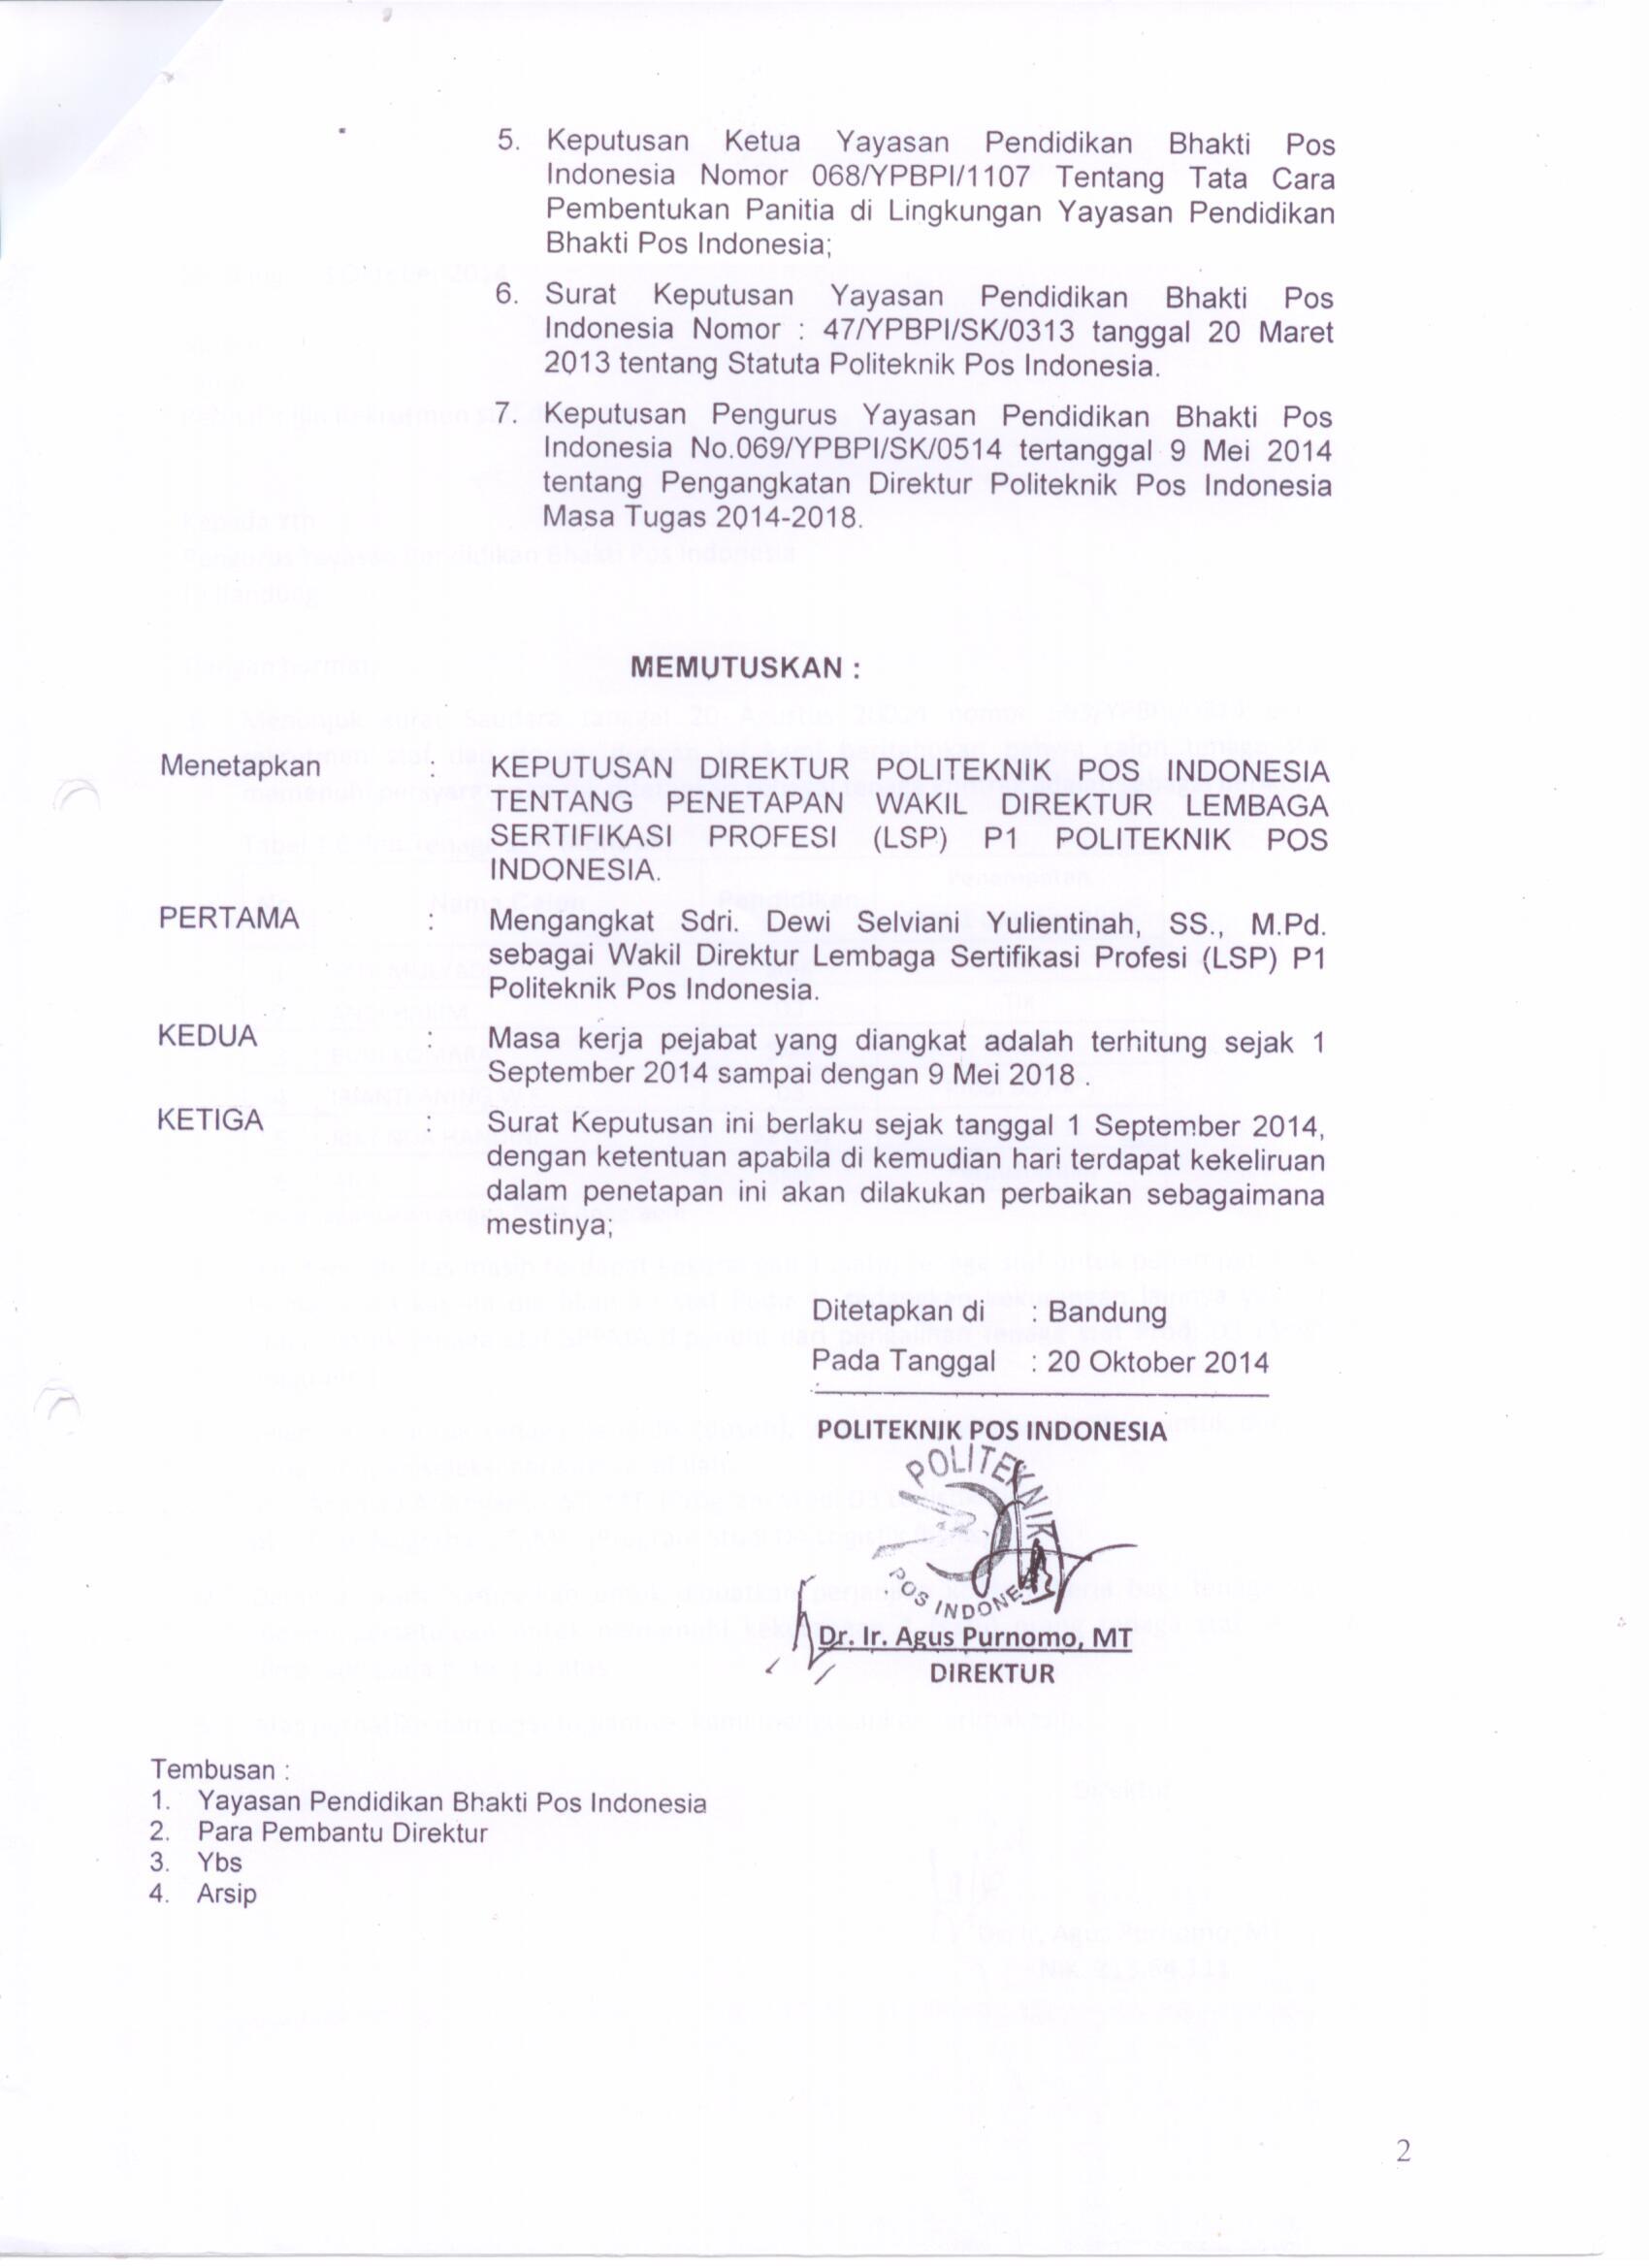 5. Keputusan Ketua Yayasan Pendidikan Bhakti Pos
Indonesia Nomor 068/YPBPI/1107 Tentang Tata Cara
Pembentukan Panitia di Lingkungan Yayasan Pendidikan
Bhakti Pos Indonesia;
6. Surat Keputusan Yayasan Pendidikan Bhakti Pos
Indonesia Nomor : 47/YPBPI/SK/0313 tanggal 20 Maret
2013 tentang Statuta Politeknik Pos Indonesia.
7. Keputusan Pengurus Yayasan Pendidikan Bhakti Pos
Indonesia No.069/YPBPI/SK/0514 tertanggal 9 Mei 2014
tentang Pengangkatan Direktur Politeknik Pos Indonesia
Masa Tugas 2014-2018.
MEMUTUSKAN :
Menetapkan : KEPUTUSAN DIREKTUR POLITEKNIK POS INDONESIA
TENTANG PENETAPAN WAKIL DIREKTUR LEMBAGA
SERTIFIKASI PROFESI (LSP) P1 POLITEKNIK POS
INDONESIA.
PERTAMA : Mengangkat Sdri. Dewi Selviani Yulientinah, SS., M.Pd.
sebagai Wakil Direktur Lembaga Sertifikasi Profesi (LSP) P1
Politeknik Pos Indonesia.
KEDUA : Masa kerja pejabat yang diangkat adalah terhitung sejak 1
September 2014 sampai dengan 9 Mei 2018 .
KETIGA : Surat Keputusan ini berlaku sejak tanggal 1 September 2014,
dengan ketentuan apabila di kemudian hari terdapat kekeliruan
dalam penetapan ini akan dilakukan perbaikan sebagaimana
mestinya;
Ditetapkan di : Bandung
Pada Tanggal : 20 Oktober 2014
POLITEKNIK POS INDONESIA
POLITEKNIK
POS INDONE
Dr. Ir. Agus Purnomo, MT
DIREKTUR
Tembusan :
1. Yayasan Pendidikan Bhakti Pos Indonesia
2. Para Pembantu Direktur
3. Ybs
4. Arsip
2